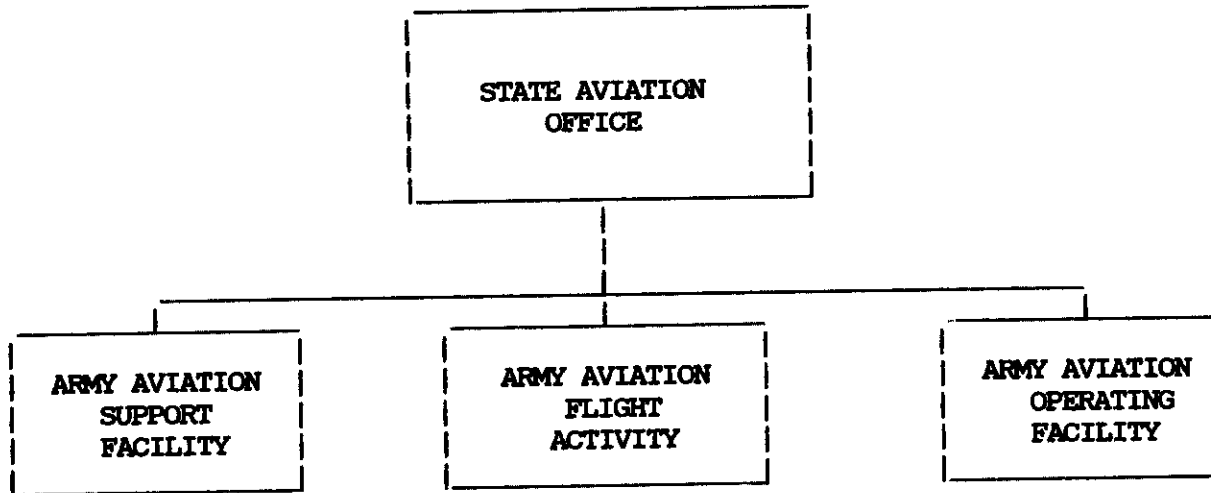 STATE AVIATION
OFFICE
ARMY AVIATION
SUPPORT
FACILITY
ARMY AVIATION
FLIGHT
ACTIVITY
ARMY AVIATION
OPERATING
FACILITY